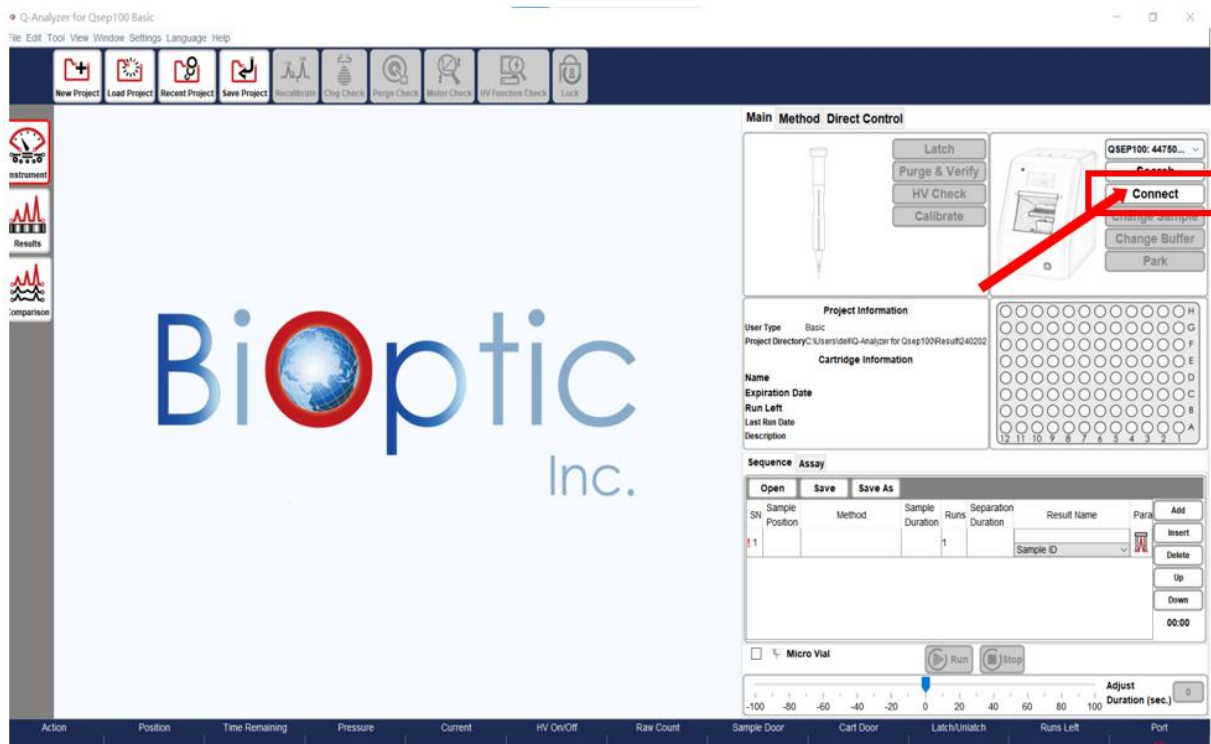 Q-Analyzer for Qsep100 Basic
File Edit Tool View Window Settings Language Help
New Project Load Project Recent Project Save Project Recalibrate Clog Check Purge Check Motor Check HV Function Check Lock
Instrument
Results
Comparison
BiOptic
Inc.
Main Method Direct Control
Latch
Purge & Verify
HV Check
Calibrate
QSEP100: 44750...
Search
Connect
Change Sample
Change Buffer
Park
Project Information
User Type Basic
Project Directory C:\Users\dell\Q-Analyzer for Qsep100\Result\240202
Cartridge Information
Name
Expiration Date
Run Left
Last Run Date
Description
H
G
F
E
D
C
B
A
12 11 10 9 8 7 6 5 4 3 2 1
Sequence Assay
Open Save Save As
SN Sample Position Method Sample Duration Runs Separation Duration Result Name Para
! 1 1 Sample ID
Add
Insert
Delete
Up
Down
00:00
Micro Vial Run Stop
-100 -80 -60 -40 -20 0 20 40 60 80 100
Adjust
Duration (sec.) 0
Action Position Time Remaining Pressure Current HV On/Off Raw Count Sample Door Cart Door Latch/Unlatch Runs Left Port